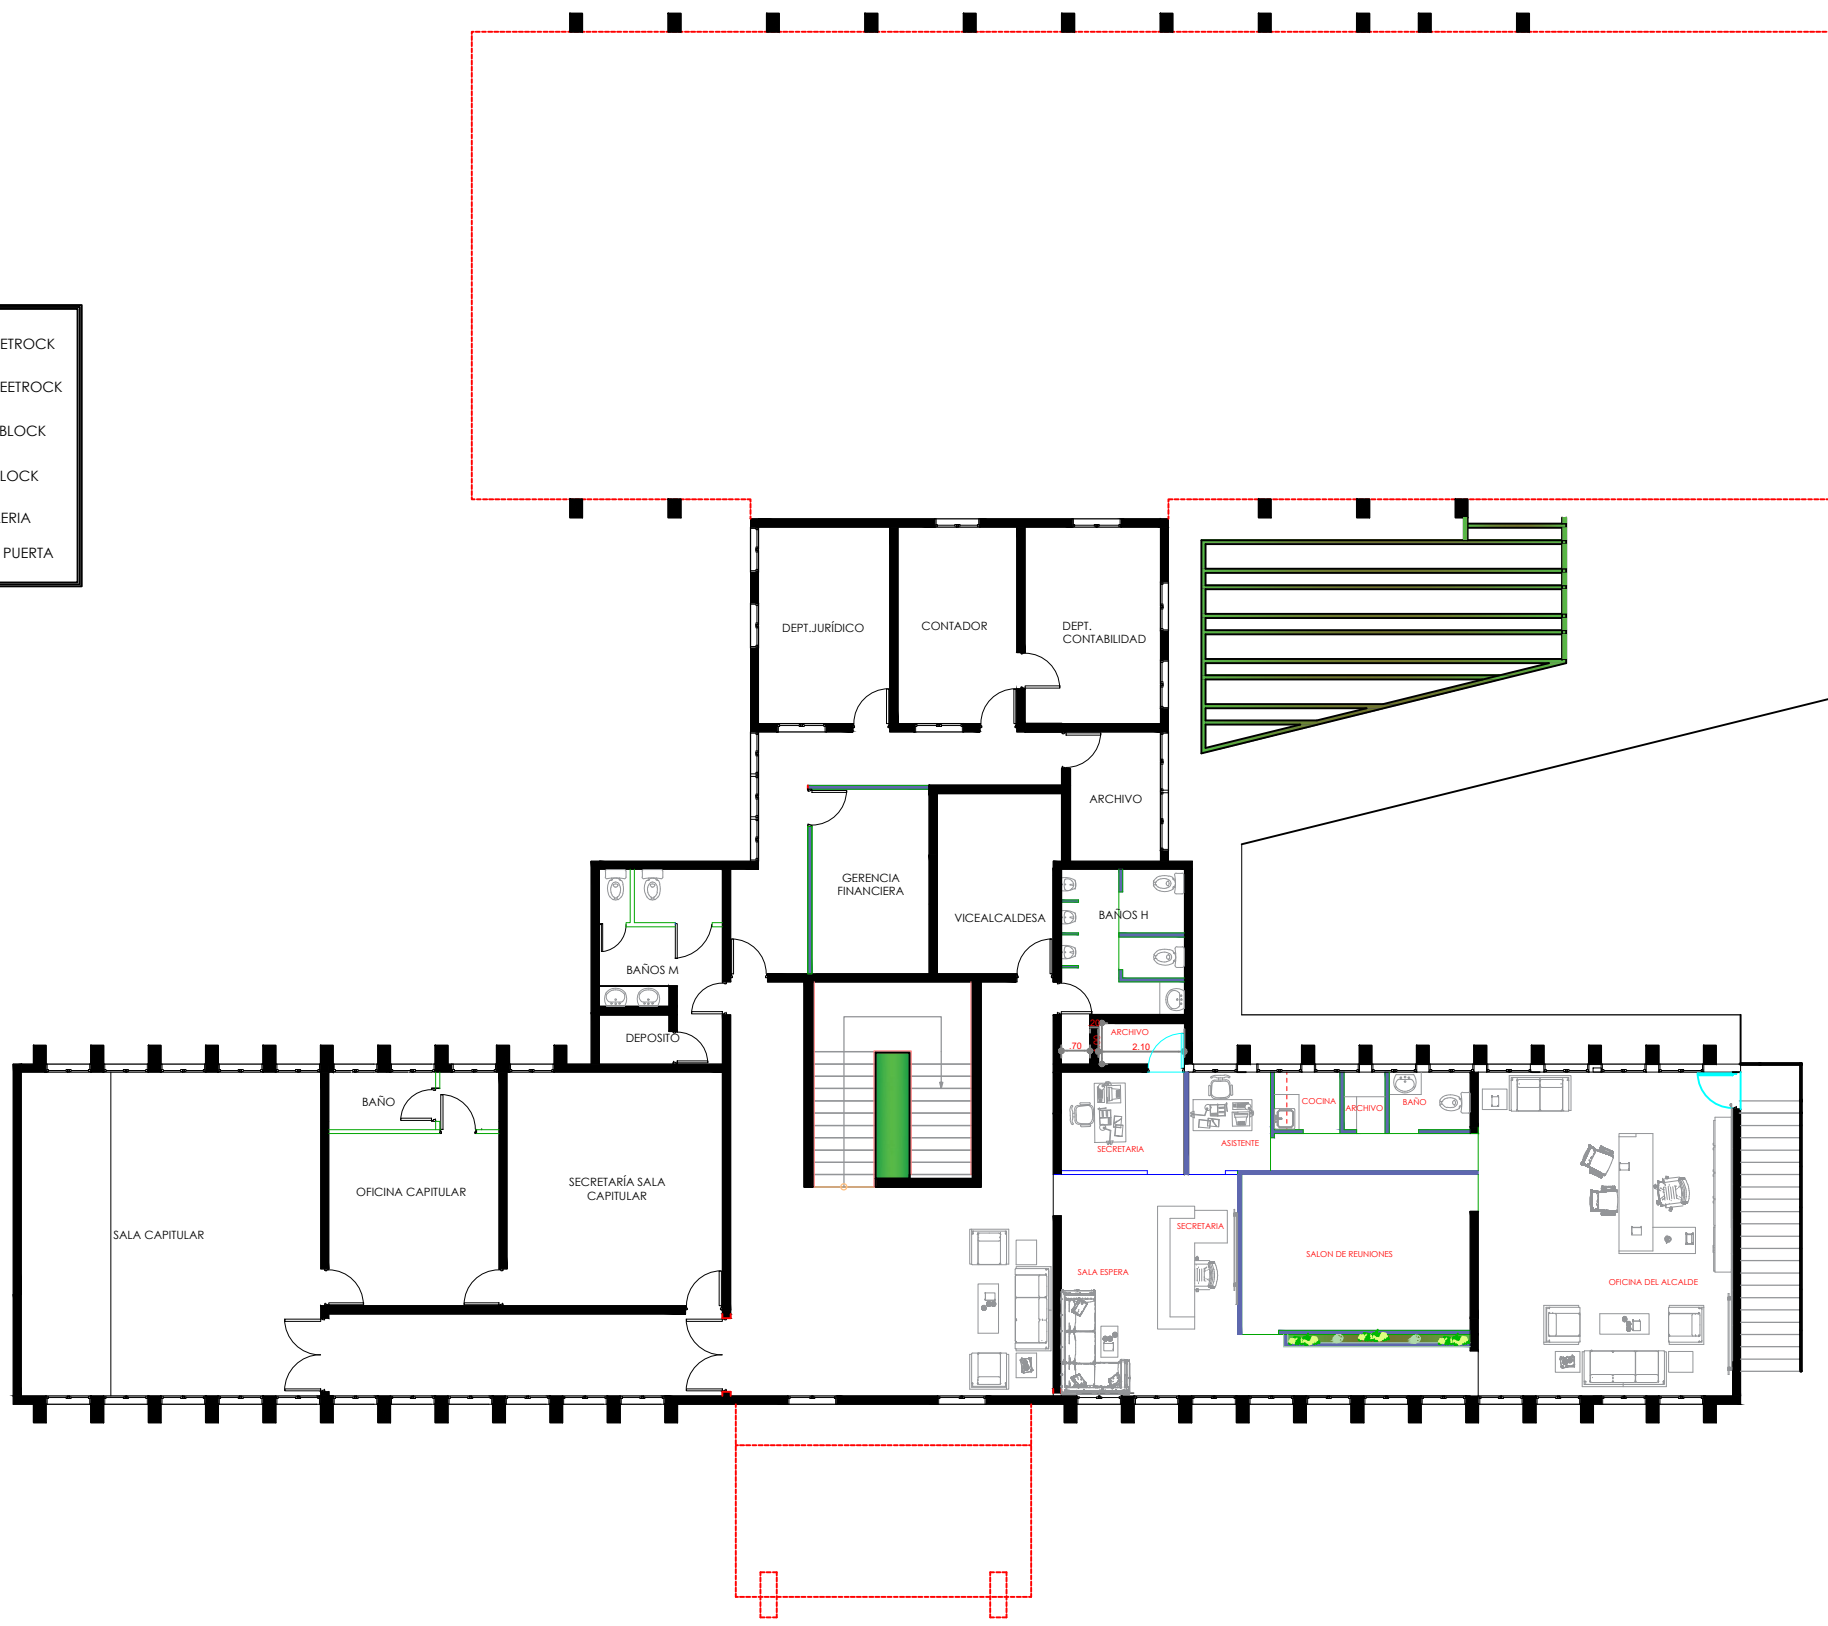 ETROCK
EETROCK
BLOCK
LOCK
ERIA
PUERTA
DEPT.JURÍDICO
CONTADOR
DEPT.
CONTABILIDAD
ARCHIVO
GERENCIA
FINANCIERA
VICEALCALDESA
BAÑOS H
BAÑOS M
DEPOSITO
ARCHIVO
.70
2.10
BAÑO
OFICINA CAPITULAR
SECRETARÍA SALA
CAPITULAR
SALA CAPITULAR
SECRETARIA
ASISTENTE
COCINA
ARCHIVO
BAÑO
SECRETARIA
SALA ESPERA
SALON DE REUNIONES
OFICINA DEL ALCALDE